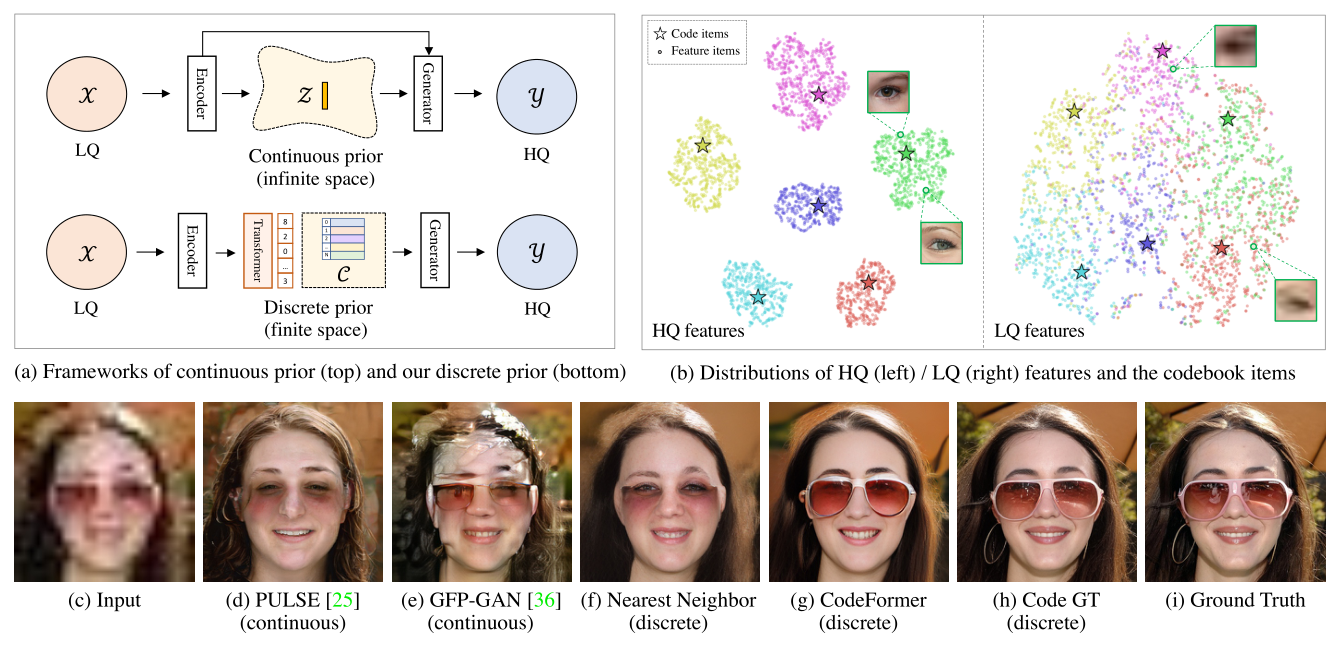 X
LQ
Encoder
Z
Continuous prior
(infinite space)
Generator
Y
HQ
X
LQ
Encoder
Transformer
8
2
0
...
3
0
1
2
...
N
C
Discrete prior
(finite space)
Generator
Y
HQ
Code items
Feature items
HQ features
LQ features
(a) Frameworks of continuous prior (top) and our discrete prior (bottom)
(b) Distributions of HQ (left) / LQ (right) features and the codebook items
(c) Input
(d) PULSE [25]
(continuous)
(e) GFP-GAN [36]
(continuous)
(f) Nearest Neighbor
(discrete)
(g) CodeFormer
(discrete)
(h) Code GT
(discrete)
(i) Ground Truth